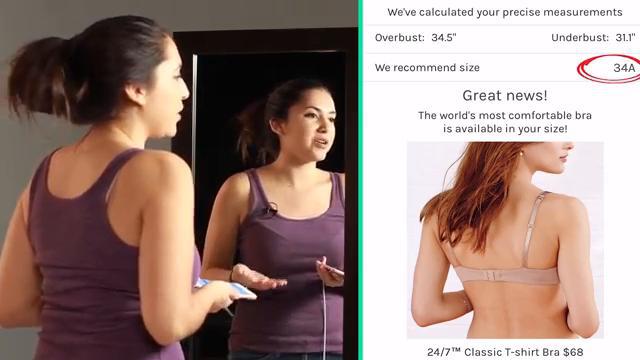 We've calculated your precise measurements
Overbust: 34.5" Underbust: 31.1"
We recommend size 34A
Great news!
The world's most comfortable bra
is available in your size!
24/7™ Classic T-shirt Bra $68